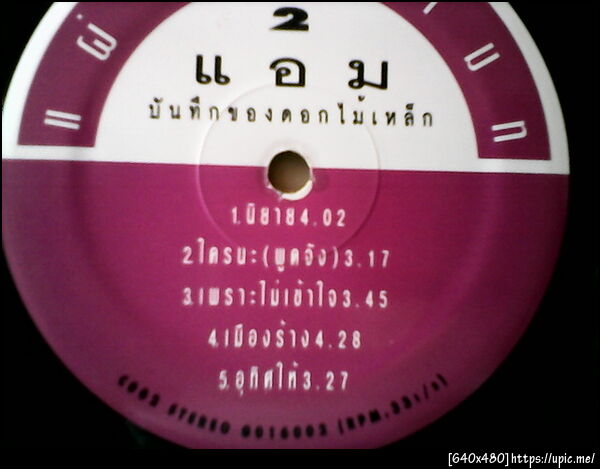 2
แอม
บันทึกของดอกไม้เหล็ก
1.นิยาย4.02
2.ใครนะ(พูดจัง)3.17
3.เพราะไม่เข้าใจ3.45
4.เมืองร้าง4.28
5.อุทิศให้3.27
STEREO
[640x480]https://upic.me/